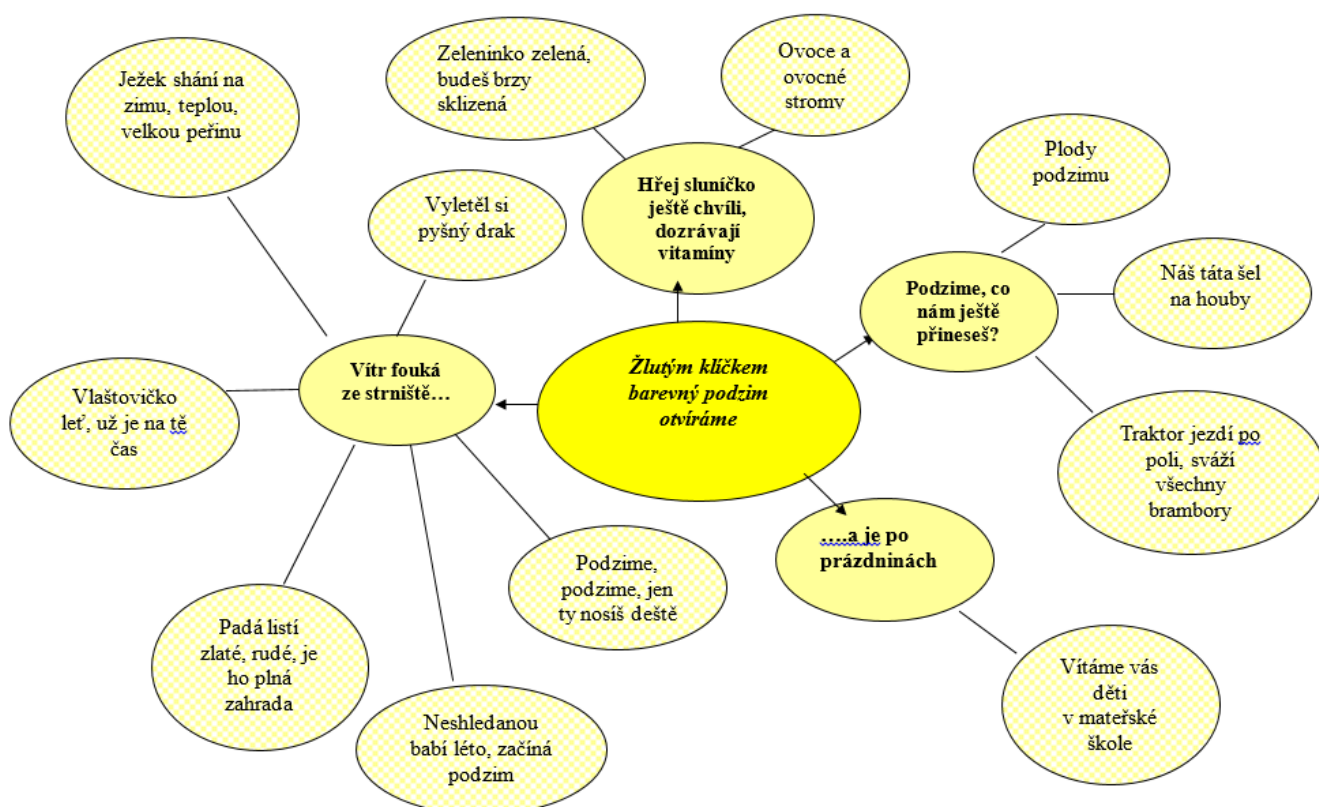 Zeleninko zelená,
budeš brzy
sklizená
Ovoce a
ovocné
stromy
Ježek shání na
zimu, teplou,
velkou peřinu
Vyletěl si
pyšný drak
Hřej sluníčko
ještě chvíli,
dozrávají
vitamíny
Plody
podzimu
Podzime, co
nám ještě
přineseš?
Náš táta šel
na houby
Vítr fouká
ze strniště…
Žlutým klíčkem
barevný podzim
otvíráme
Vlaštovičko
leť, už je na tě
čas
Traktor jezdí po
poli, sváží
všechny
brambory
….a je po
prázdninách
Podzime,
podzime, jen
ty nosíš deště
Padá listí
zlaté, rudé, je
ho plná
zahrada
Neshledanou
babí léto, začíná
podzim
Vítáme vás
děti
v mateřské
škole